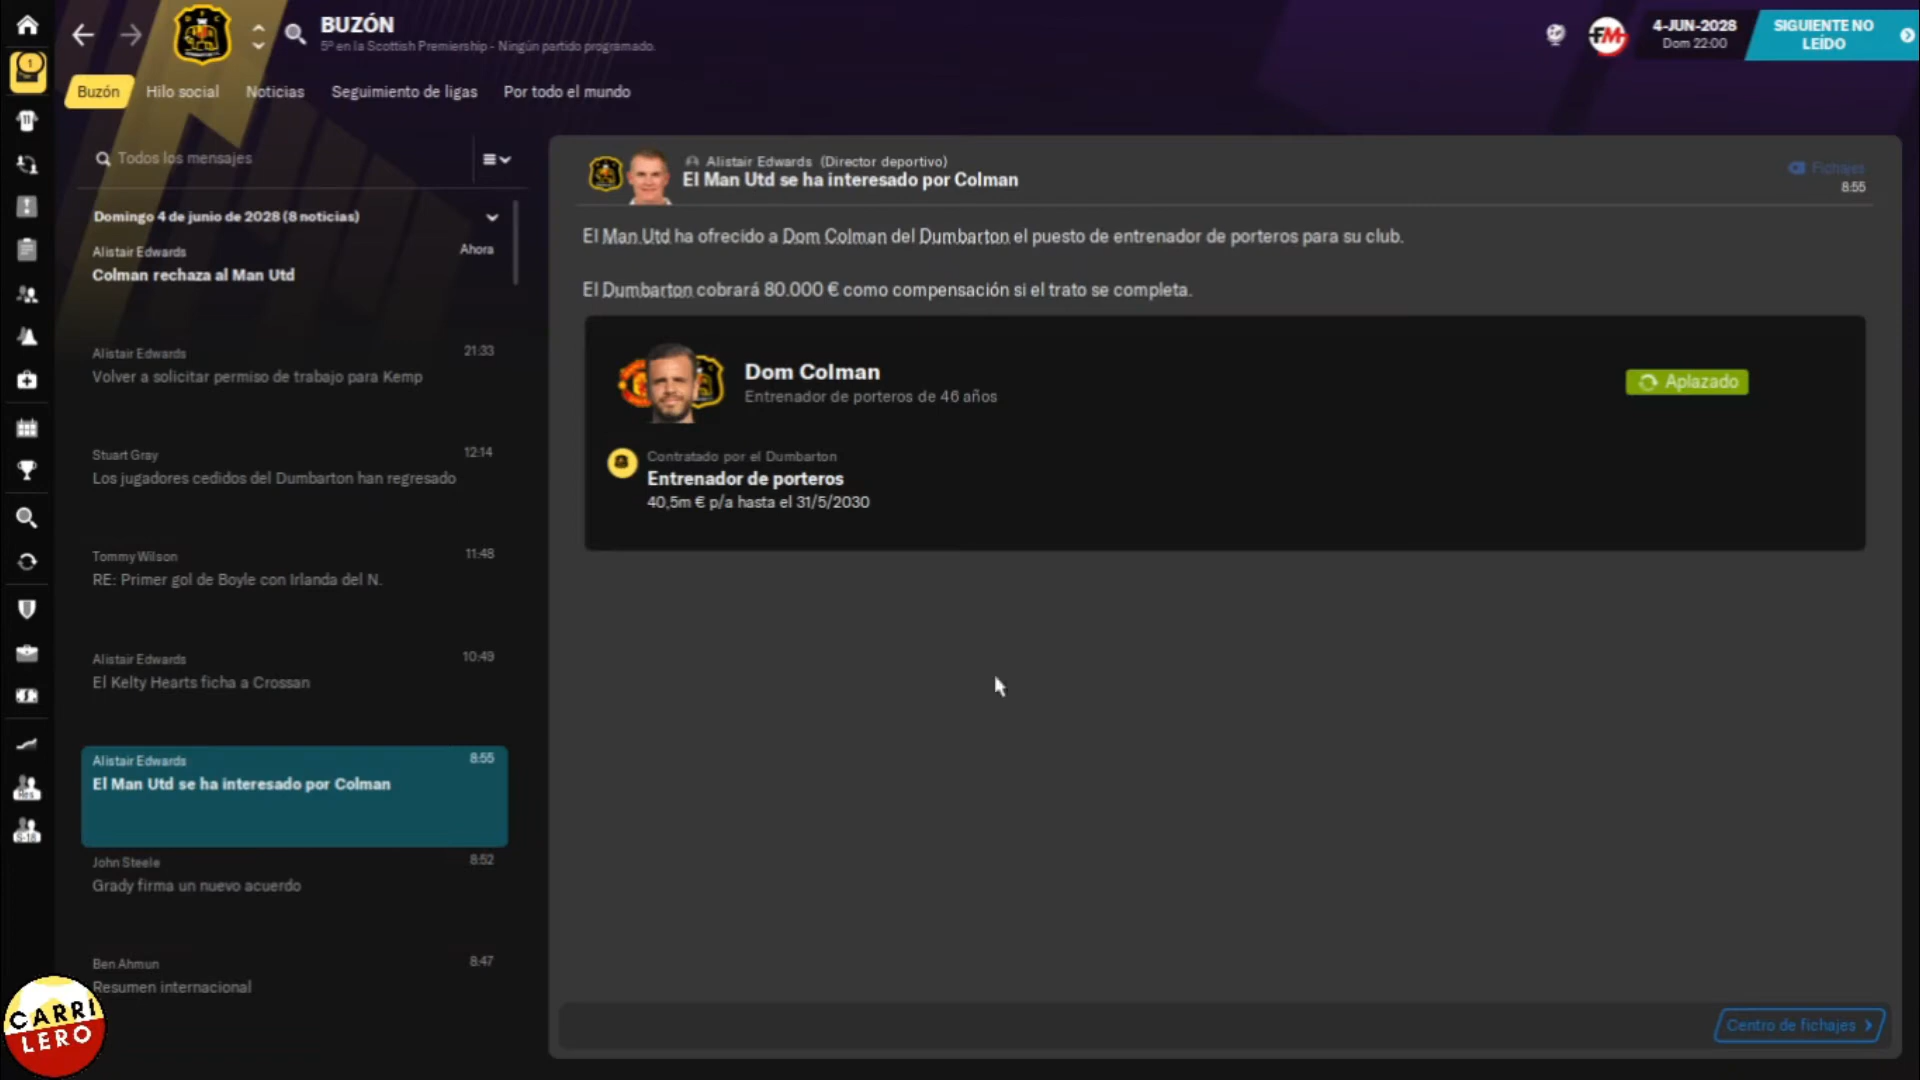 BUZÓN
5º en la Scottish Premiership - Ningún partido programado.
FM
4-JUN-2028
Dom 22:00
SIGUIENTE NO
LEÍDO
1
Buzón
Hilo social
Noticias
Seguimiento de ligas
Por todo el mundo
Todos los mensajes
Domingo 4 de junio de 2028 (8 noticias)
Alistair Edwards
Ahora
Colman rechaza al Man Utd
Alistair Edwards
21:33
Volver a solicitar permiso de trabajo para Kemp
Stuart Gray
12:14
Los jugadores cedidos del Dumbarton han regresado
Tommy Wilson
11:48
RE: Primer gol de Boyle con Irlanda del N.
Alistair Edwards
10:49
El Kelty Hearts ficha a Crossan
Alistair Edwards
8:55
El Man Utd se ha interesado por Colman
John Steele
8:52
Grady firma un nuevo acuerdo
Ben Ahmun
8:47
Resumen internacional
Alistair Edwards (Director deportivo)
El Man Utd se ha interesado por Colman
Fichajes
8:55
El Man Utd ha ofrecido a Dom Colman del Dumbarton el puesto de entrenador de porteros para su club.
El Dumbarton cobrará 80.000 € como compensación si el trato se completa.
Dom Colman
Entrenador de porteros de 46 años
Aplazado
Contratado por el Dumbarton
Entrenador de porteros
40,5m € p/a hasta el 31/5/2030
Centro de fichajes
CARRI
LERO